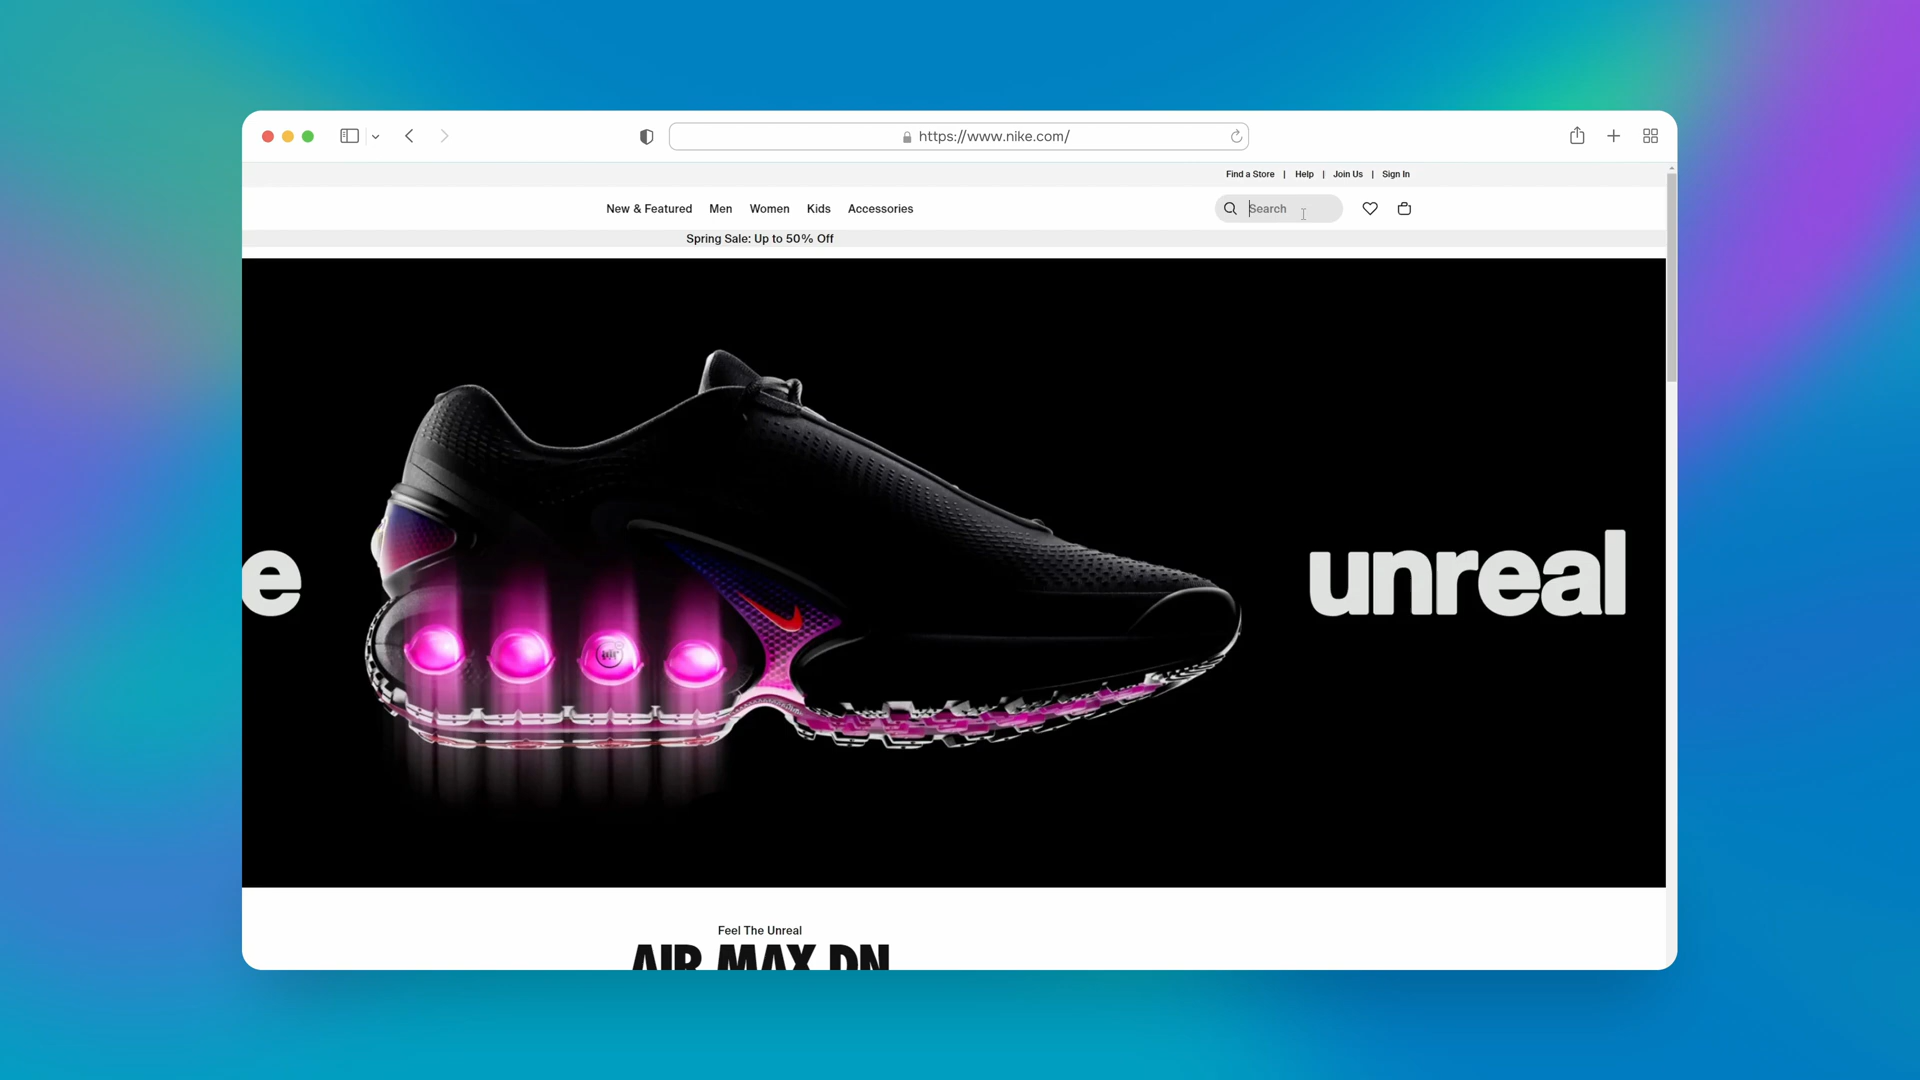 https://www.nike.com/
Find a Store | Help | Join Us | Sign In
New & Featured Men Women Kids Accessories Search
Spring Sale: Up to 50% Off
e unreal
Feel The Unreal
AIR MAX DN